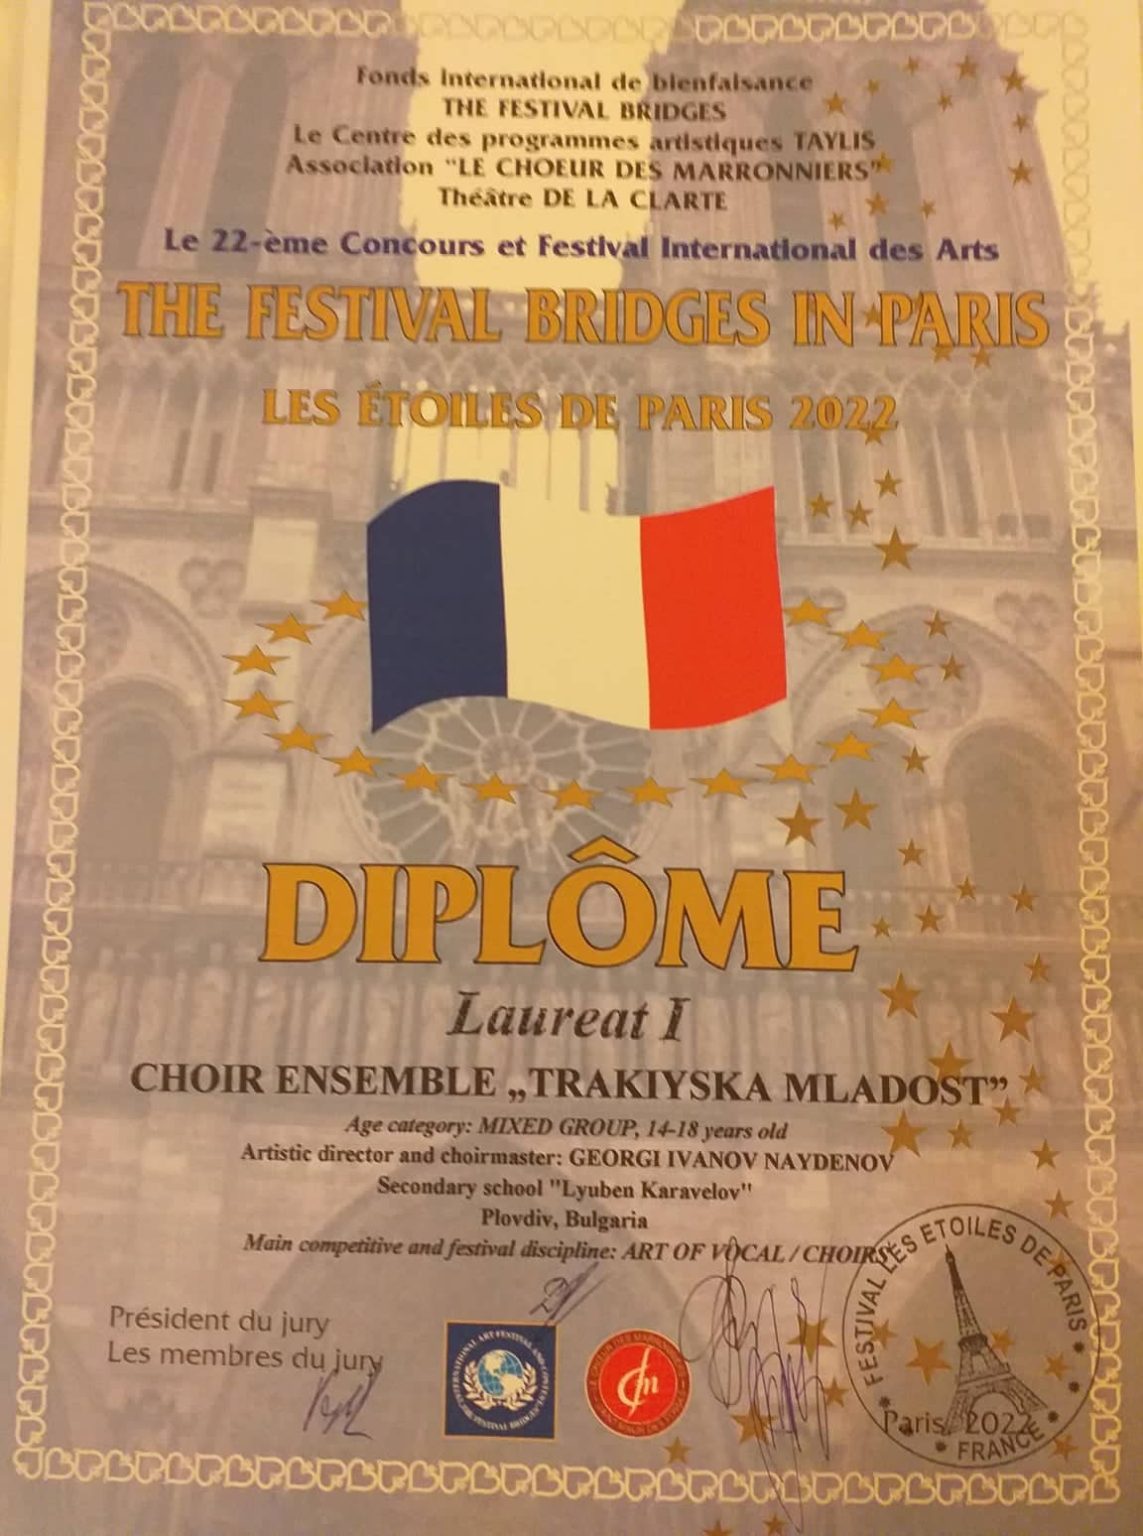 Fonds international de bienfaisance
THE FESTIVAL BRIDGES
Le Centre des programmes artistiques TAYLIS
Association "LE CHOEUR DES MARRONNIERS"
Théâtre DE LA CLARTE
Le 22-ème Concours et Festival International des Arts
THE FESTIVAL BRIDGES IN PARIS
LES ÉTOILES DE PARIS 2022
DIPLÔME
Laureat I
CHOIR ENSEMBLE „TRAKIYSKA MLADOST”
Age category: MIXED GROUP, 14-18 years old
Artistic director and choirmaster: GEORGI IVANOV NAYDENOV
Secondary school "Lyuben Karavelov"
Plovdiv, Bulgaria
Main competitive and festival discipline: ART OF VOCAL / CHOIRS
Président du jury
Les membres du jury
FESTIVAL LES ETOILES DE PARIS
Paris, 2022
FRANCE